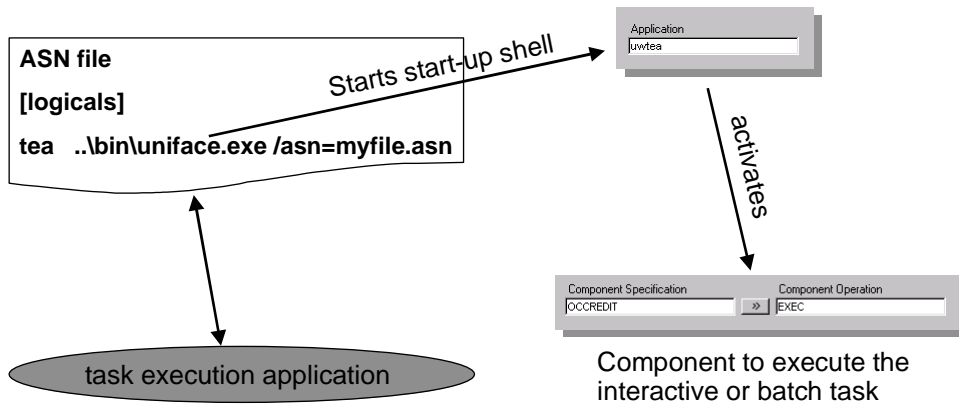 ASN file
[logicals]
tea ..\bin\uniface.exe /asn=myfile.asn
Starts start-up shell
Application
uwtea
activates
Component Specification
Component Operation
OCCREDIT
»
EXEC
Component to execute the
interactive or batch task
task execution application